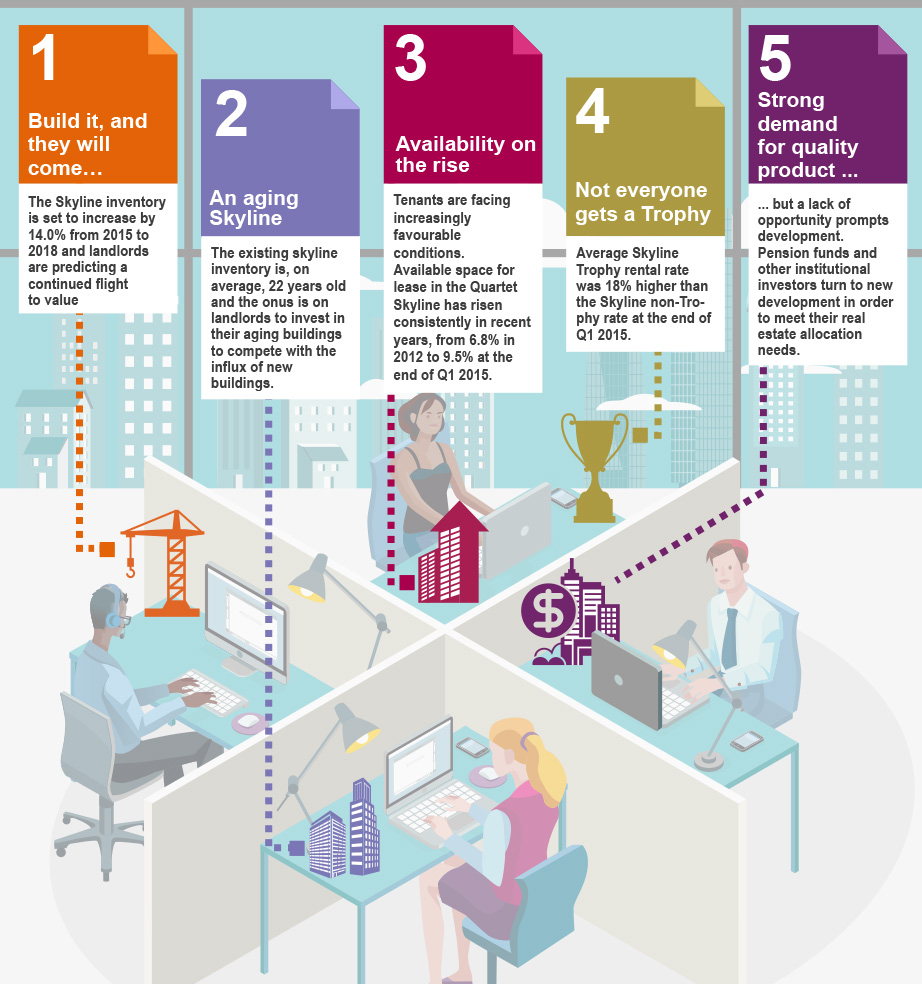 1
Build it, and
they will
come...
The Skyline inventory
is set to increase by
14.0% from 2015 to
2018 and landlords
are predicting a
continued flight
to value
2
An aging
Skyline
The existing skyline
inventory is, on
average, 22 years old
and the onus is on
landlords to invest in
their aging buildings
to compete with the
influx of new
buildings.
3
Availability on
the rise
Tenants are facing
increasingly
favourable
conditions.
Available space for
lease in the Quartet
Skyline has risen
consistently in recent
years, from 6.8% in
2012 to 9.5% at the
end of Q1 2015.
4
Not everyone
gets a Trophy
Average Skyline
Trophy rental rate
was 18% higher than
the Skyline non-Tro-
phy rate at the end of
Q1 2015.
5
Strong
demand
for quality
product ...
... but a lack of
opportunity prompts
development.
Pension funds and
other institutional
investors turn to new
development in order
to meet their real
estate allocation
needs.
$